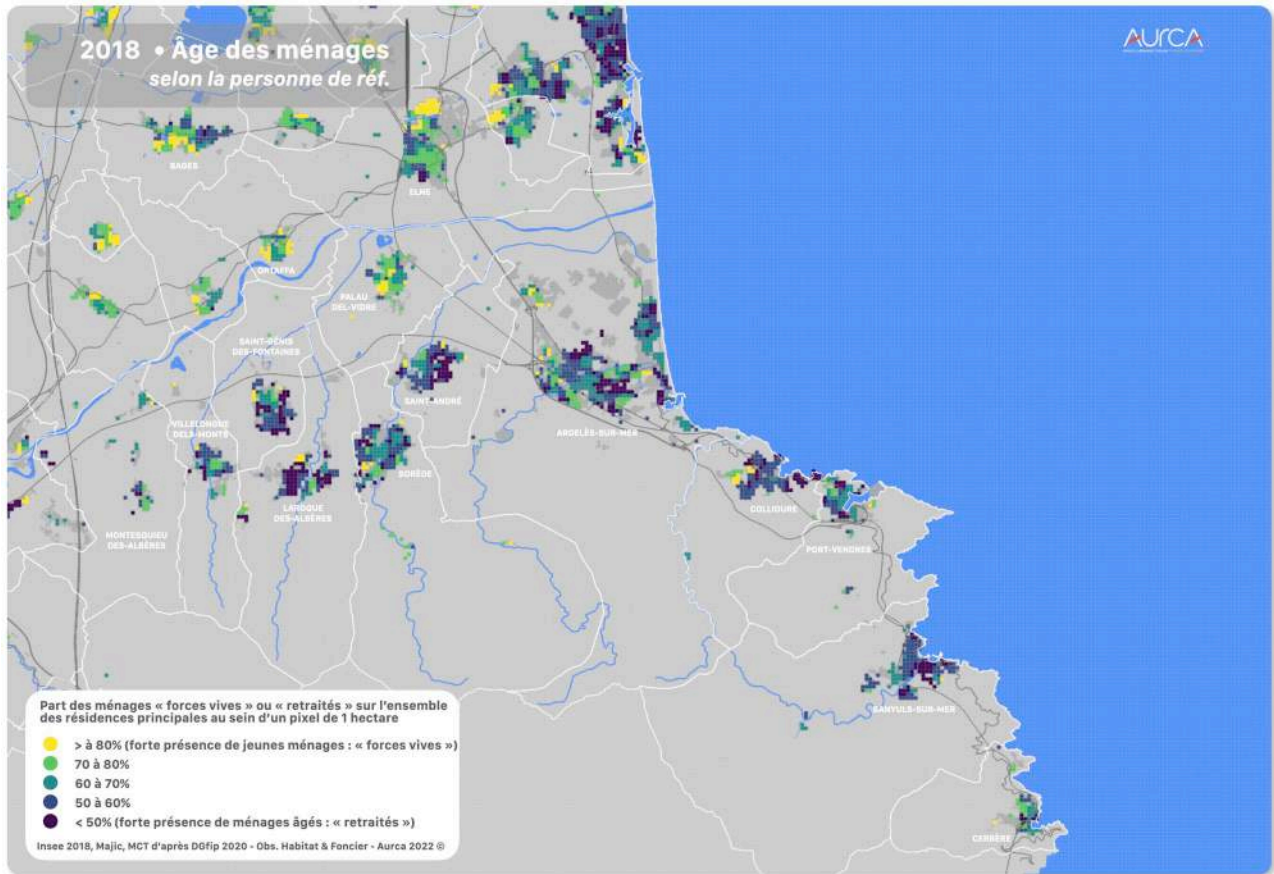 2018 • Âge des ménages
selon la personne de réf.
AURCA
BAGES
ELNE
ORTAFFA
PALAU
DEL-VIDRE
SAINT-GÉNIS
DES-FONTAINES
SAINT-ANDRÉ
VILLELONGUE
DELS-MONTS
ARGELÈS-SUR-MER
SORÈDE
LAROQUE
DES-ALBÈRES
COLLIOURE
MONTESQUIEU
DES-ALBÈRES
PORT-VENDRES
BANYULS-SUR-MER
CERBÈRE
Part des ménages « forces vives » ou « retraités » sur l'ensemble
des résidences principales au sein d'un pixel de 1 hectare
> à 80% (forte présence de jeunes ménages : « forces vives »)
70 à 80%
60 à 70%
50 à 60%
< 50% (forte présence de ménages âgés : « retraités »)
Insee 2018, Majic, MCT d'après DGfip 2020 - Obs. Habitat & Foncier - Aurca 2022 ©